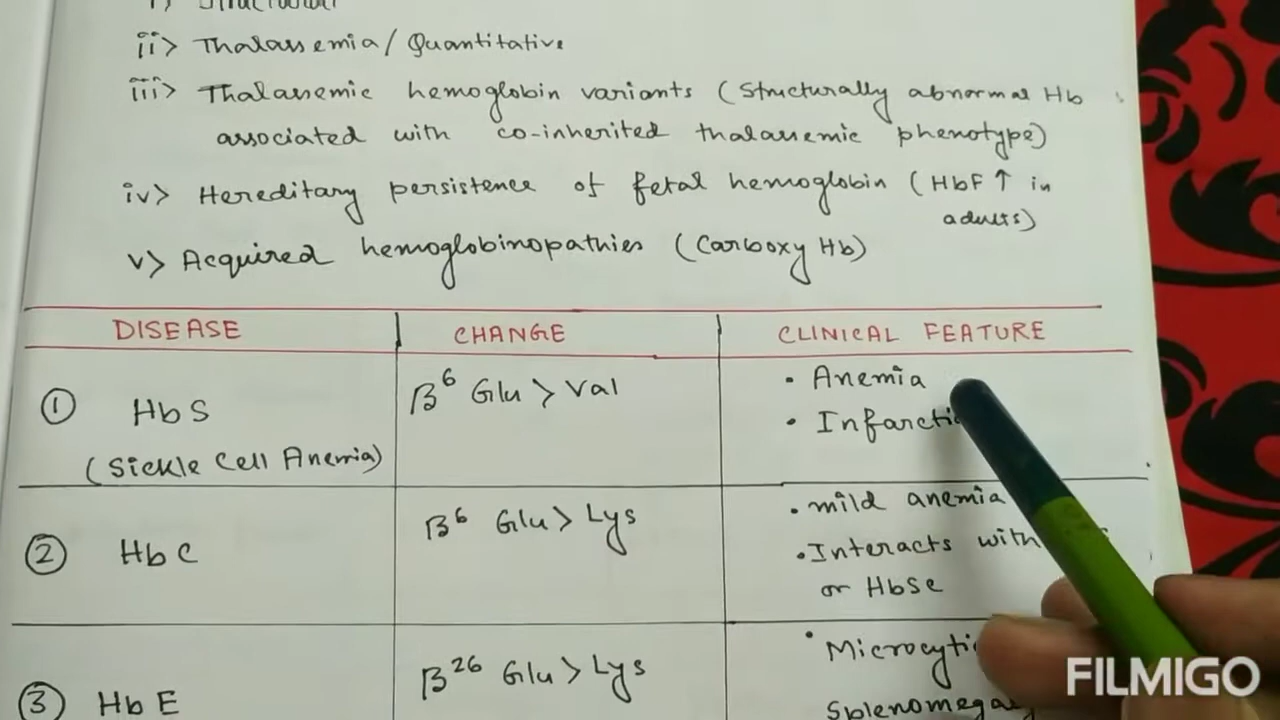 ii> Thalassemia/ Quantitative
iii> Thalassemic hemoglobin variants (Structurally abnormal Hb
associated with co-inherited thalassemic phenotype)
iv> Hereditary persistence of fetal hemoglobin (HbF↑ in
adults)
v> Acquired hemoglobinopathies (Carboxy Hb)
DISEASE CHANGE CLINICAL FEATURE
① HbS
(Sickle Cell Anemia)
β⁶ Glu > Val
• Anemia
•
② HbC
β⁶ Glu > Lys
• mild anemia
• Interacts with
or HbSC
③ HbE
β²⁶ Glu > Lys
•
FILMIGO